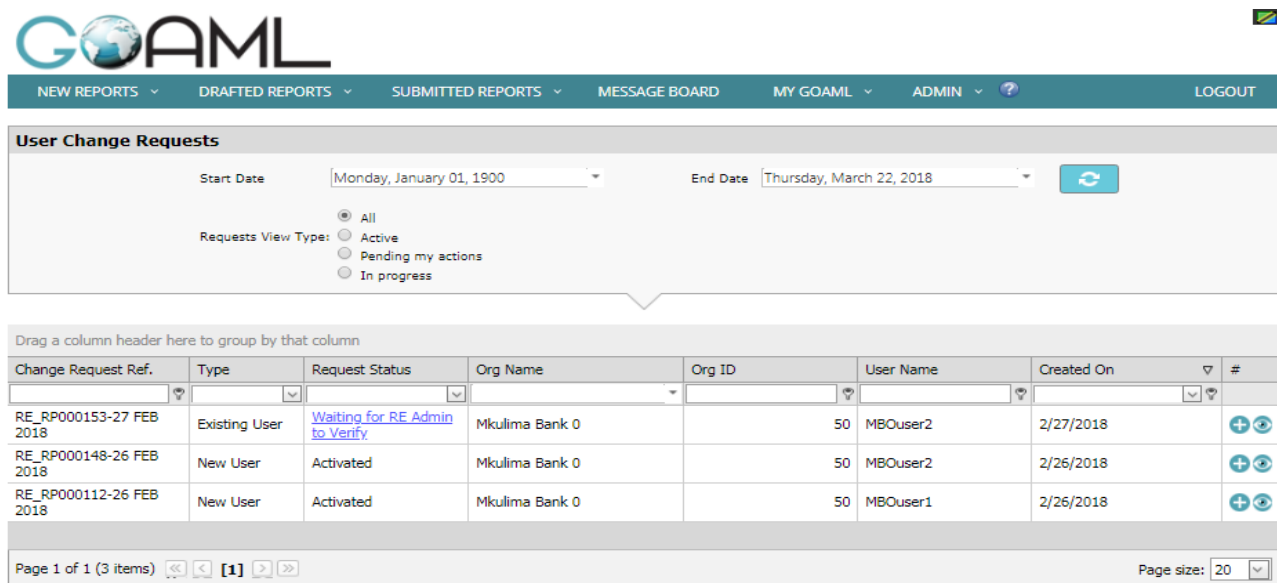 GOAML
NEW REPORTS DRAFTED REPORTS SUBMITTED REPORTS MESSAGE BOARD MY GOAML ADMIN ? LOGOUT
User Change Requests
Start Date Monday, January 01, 1900 End Date Thursday, March 22, 2018
All
Requests View Type: Active
Pending my actions
In progress
Drag a column header here to group by that column
Change Request Ref. Type Request Status Org Name Org ID User Name Created On #
RE_RP000153-27 FEB 2018 Existing User Waiting for RE Admin to Verify Mkulima Bank 0 50 MBOuser2 2/27/2018
RE_RP000148-26 FEB 2018 New User Activated Mkulima Bank 0 50 MBOuser2 2/26/2018
RE_RP000112-26 FEB 2018 New User Activated Mkulima Bank 0 50 MBOuser1 2/26/2018
Page 1 of 1 (3 items) [1] Page size: 20